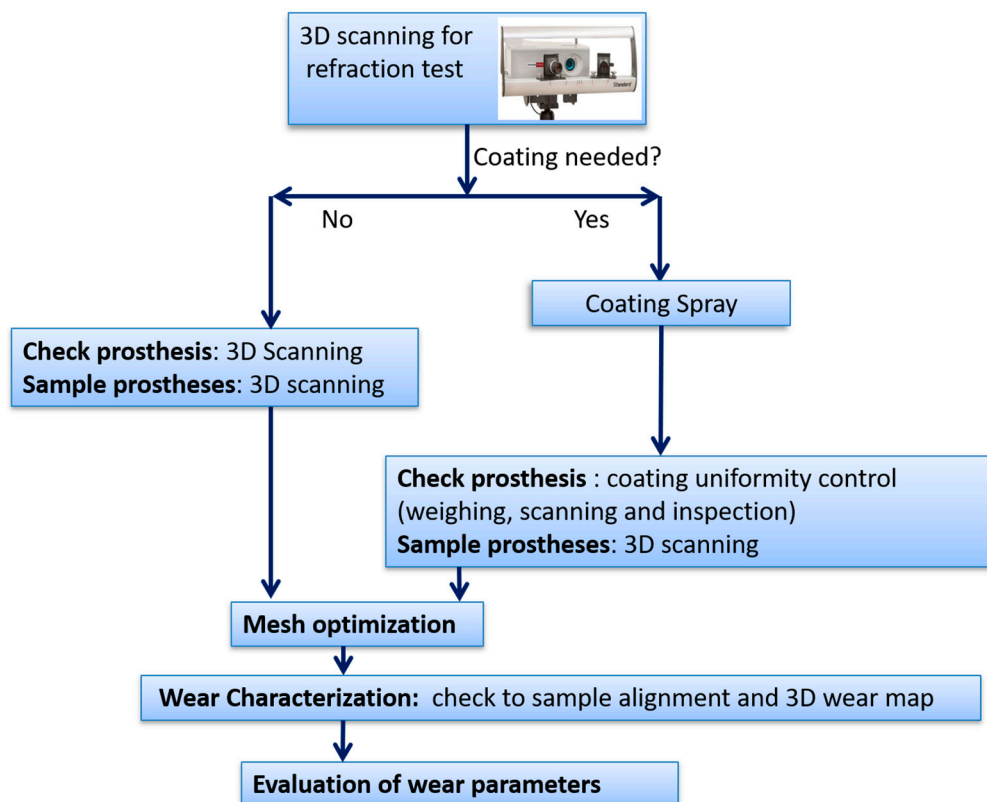 3D scanning for
refraction test
Standard
Coating needed?
No
Yes
Coating Spray
Check prosthesis: 3D Scanning
Sample prostheses: 3D scanning
Check prosthesis : coating uniformity control
(weighing, scanning and inspection)
Sample prostheses: 3D scanning
Mesh optimization
Wear Characterization: check to sample alignment and 3D wear map
Evaluation of wear parameters